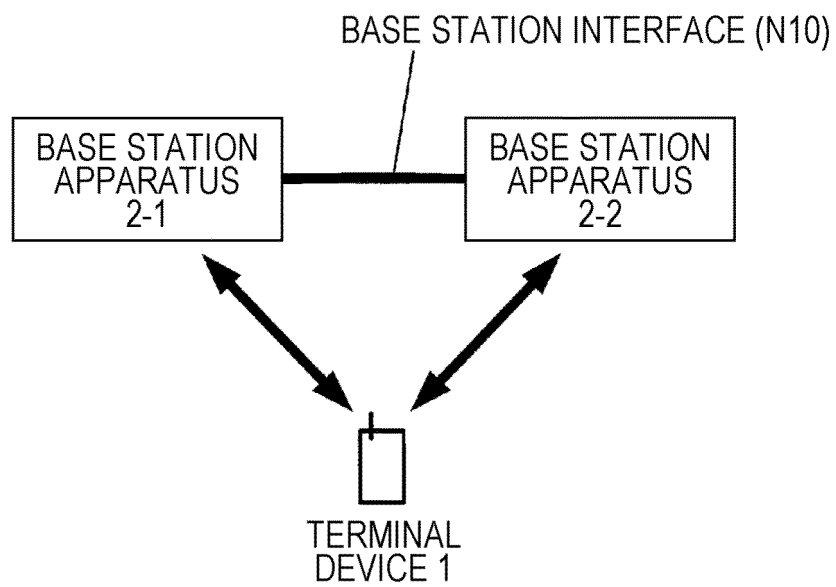 BASE STATION INTERFACE (N10)
BASE STATION
APPARATUS
2-1
BASE STATION
APPARATUS
2-2
TERMINAL
DEVICE 1